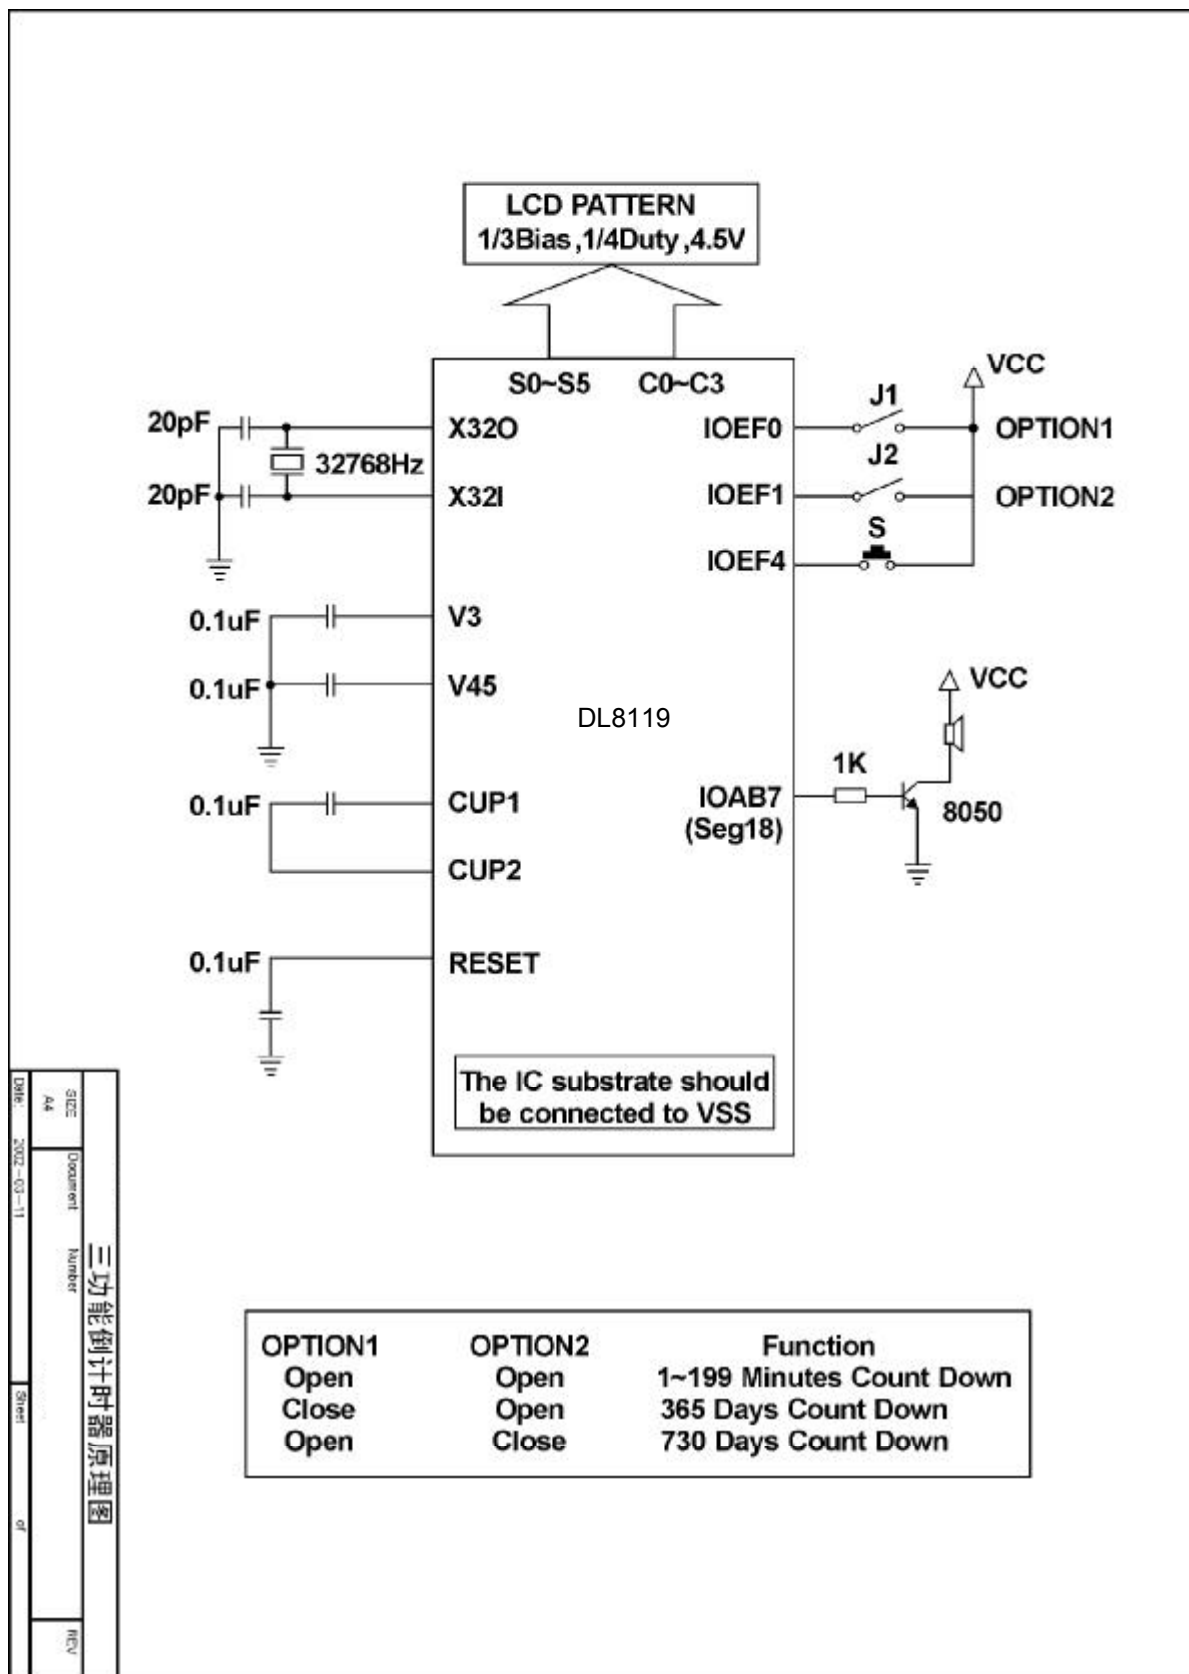 LCD PATTERN
1/3Bias,1/4Duty,4.5V
S0~S5 C0~C3
VCC
20pF
X32O
IOEF0
J1
OPTION1
32768Hz
J2
20pF
X32I
IOEF1
OPTION2
S
IOEF4
0.1uF
V3
0.1uF
V45
VCC
DL8119
1K
0.1uF
CUP1
IOAB7
(Seg18)
8050
CUP2
0.1uF
RESET
The IC substrate should
be connected to VSS
三功能倒计时器原理图
SIZE
A4
Document Number
REV
Date: 2002-03-11
Sheet of
OPTION1 OPTION2 Function
Open Open 1~199 Minutes Count Down
Close Open 365 Days Count Down
Open Close 730 Days Count Down